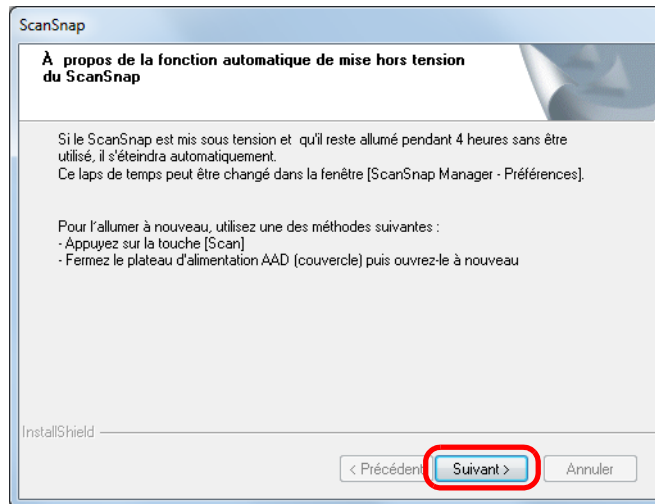 ScanSnap
À propos de la fonction automatique de mise hors tension
du ScanSnap
Si le ScanSnap est mis sous tension et qu'il reste allumé pendant 4 heures sans être
utilisé, il s'éteindra automatiquement.
Ce laps de temps peut être changé dans la fenêtre [ScanSnap Manager - Préférences].
Pour l'allumer à nouveau, utilisez une des méthodes suivantes :
- Appuyez sur la touche [Scan]
- Fermez le plateau d'alimentation AAD (couvercle) puis ouvrez-le à nouveau
InstallShield
< Précédent
Suivant >
Annuler